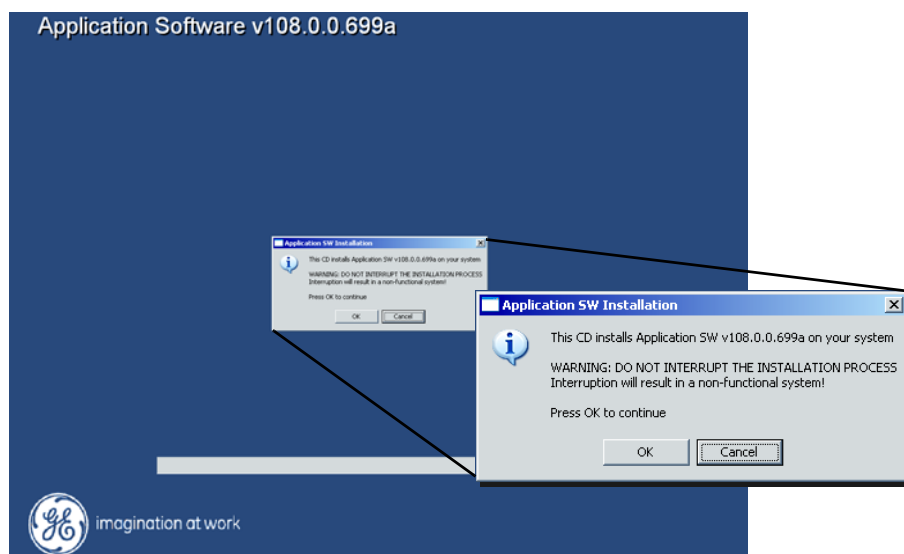 Application Software v108.0.0.699a
Application SW Installation
This CD installs Application SW v108.0.0.699a on your system
WARNING: DO NOT INTERRUPT THE INSTALLATION PROCESS
Interruption will result in a non-functional system!
Press OK to continue
OK
Cancel
Application SW Installation
This CD installs Application SW v108.0.0.699a on your system
WARNING: DO NOT INTERRUPT THE INSTALLATION PROCESS
Interruption will result in a non-functional system!
Press OK to continue
OK
Cancel
GE
imagination at work